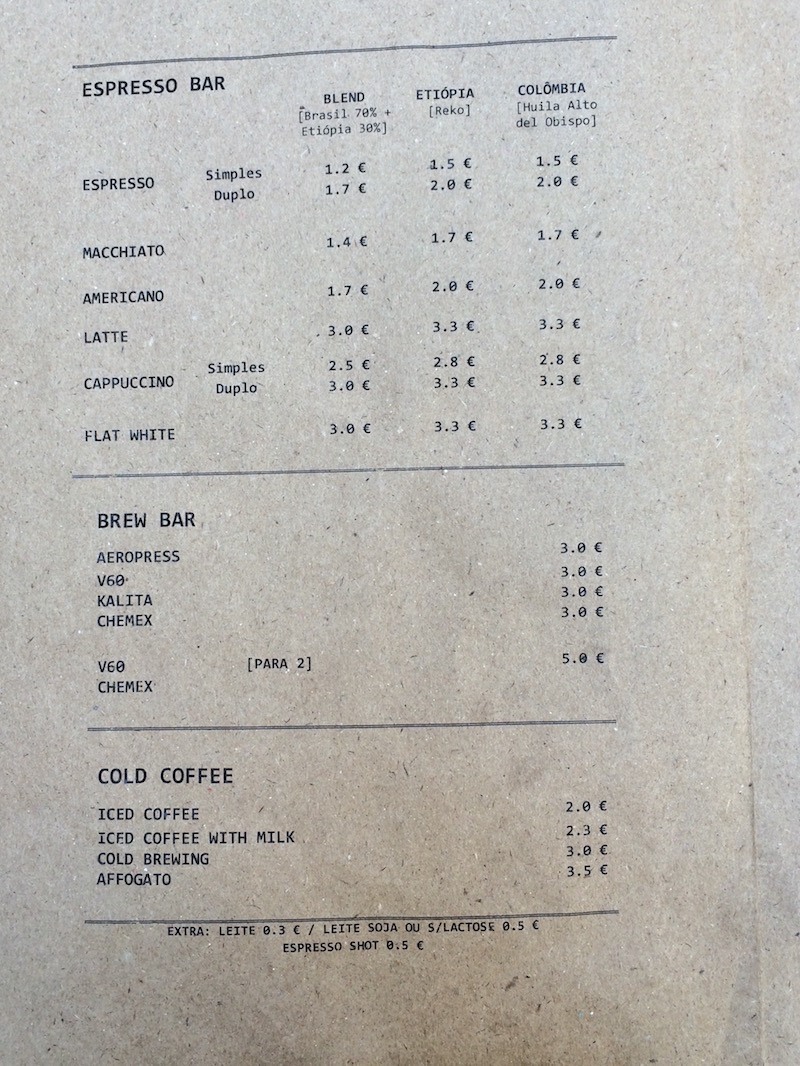 ESPRESSO BAR
BLEND ETIÓPIA COLÔMBIA
[Brasil 70% + [Reko] [Huila Alto
Etiópia 30%] del Obispo]
ESPRESSO Simples 1.2 € 1.5 € 1.5 €
Duplo 1.7 € 2.0 € 2.0 €
MACCHIATO 1.4 € 1.7 € 1.7 €
AMERICANO 1.7 € 2.0 € 2.0 €
LATTE 3.0 € 3.3 € 3.3 €
CAPPUCCINO Simples 2.5 € 2.8 € 2.8 €
Duplo 3.0 € 3.3 € 3.3 €
FLAT WHITE 3.0 € 3.3 € 3.3 €
BREW BAR
AEROPRESS 3.0 €
V60 3.0 €
KALITA 3.0 €
CHEMEX 3.0 €
V60 [PARA 2] 5.0 €
CHEMEX
COLD COFFEE
ICED COFFEE 2.0 €
ICED COFFEE WITH MILK 2.3 €
COLD BREWING 3.0 €
AFFOGATO 3.5 €
EXTRA: LEITE 0.3 € / LEITE SOJA OU S/LACTOSE 0.5 €
ESPRESSO SHOT 0.5 €